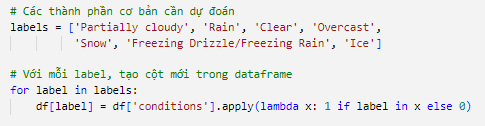 # Các thành phần cơ bản cần dự đoán
labels = ['Partially cloudy', 'Rain', 'Clear', 'Overcast',
          'Snow', 'Freezing Drizzle/Freezing Rain', 'Ice']
# Với mỗi label, tạo cột mới trong dataframe
for label in labels:
    df[label] = df['conditions'].apply(lambda x: 1 if label in x else 0)